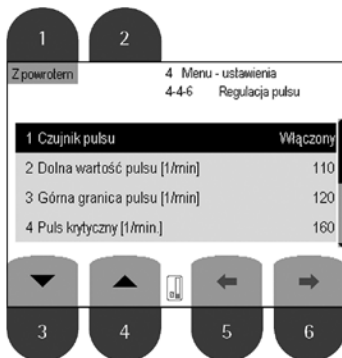 1
2
Z powrotem
4 Menu - ustawienia
4-4-6 Regulacja pulsu
1 Czujnik pulsu Włączony
2 Dolna wartość pulsu [1/min] 110
3 Górna granica pulsu [1/min] 120
4 Puls krytyczny [1/min.] 160
3
4
5
6